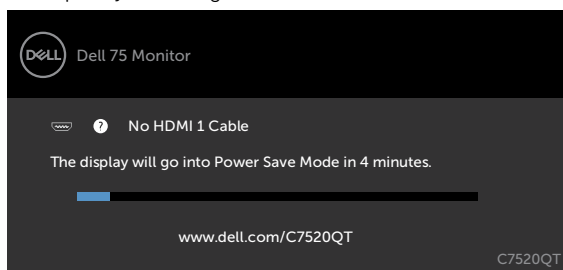 DELL Dell 75 Monitor
? No HDMI 1 Cable
The display will go into Power Save Mode in 4 minutes.
www.dell.com/C7520QT
C7520QT